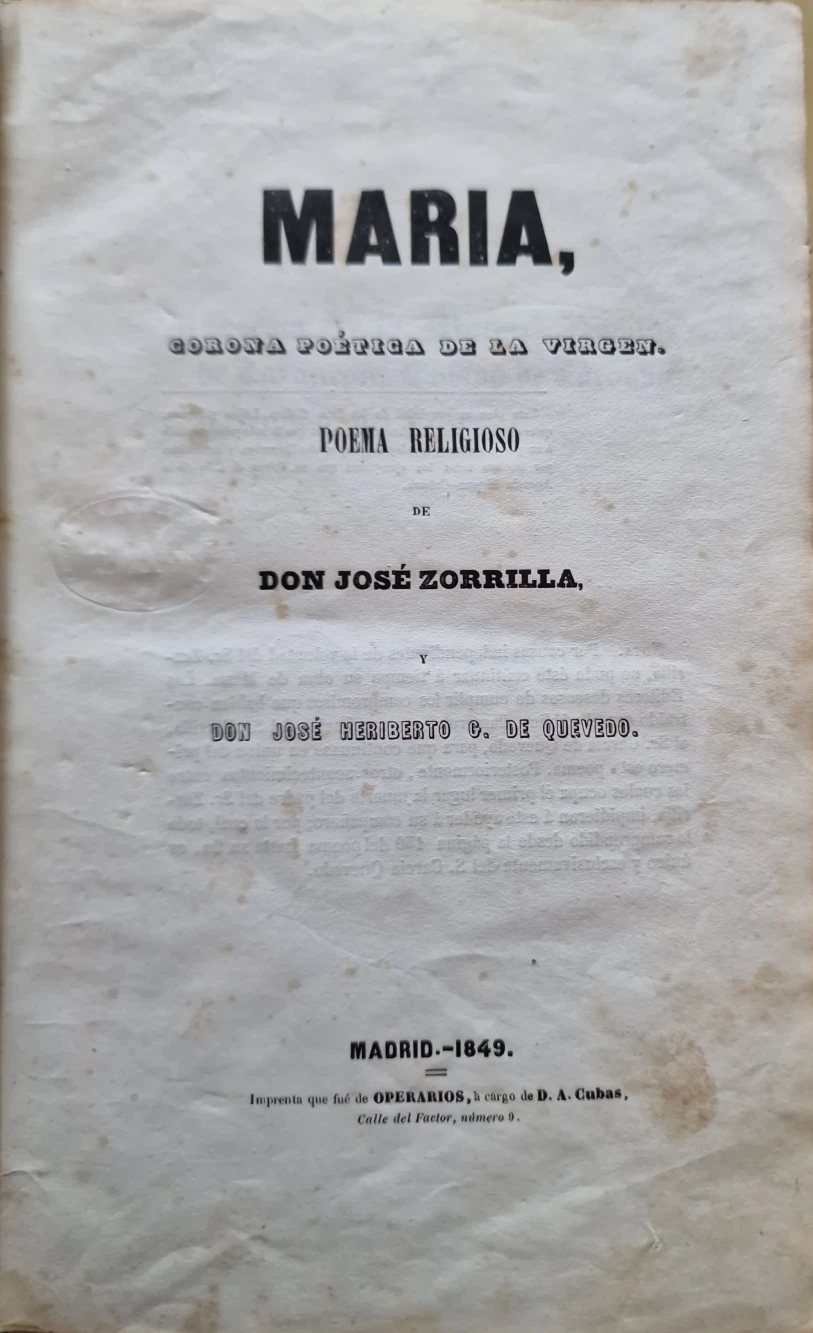 MARIA,
CORONA POÉTICA DE LA VIRGEN.
POEMA RELIGIOSO
DE
DON JOSÉ ZORRILLA,
Y
DON JOSÉ HERIBERTO G. DE QUEVEDO.
MADRID.-1849.
Imprenta que fué de OPERARIOS, à cargo de D. A. Cubas,
Calle del Factor, número 9.